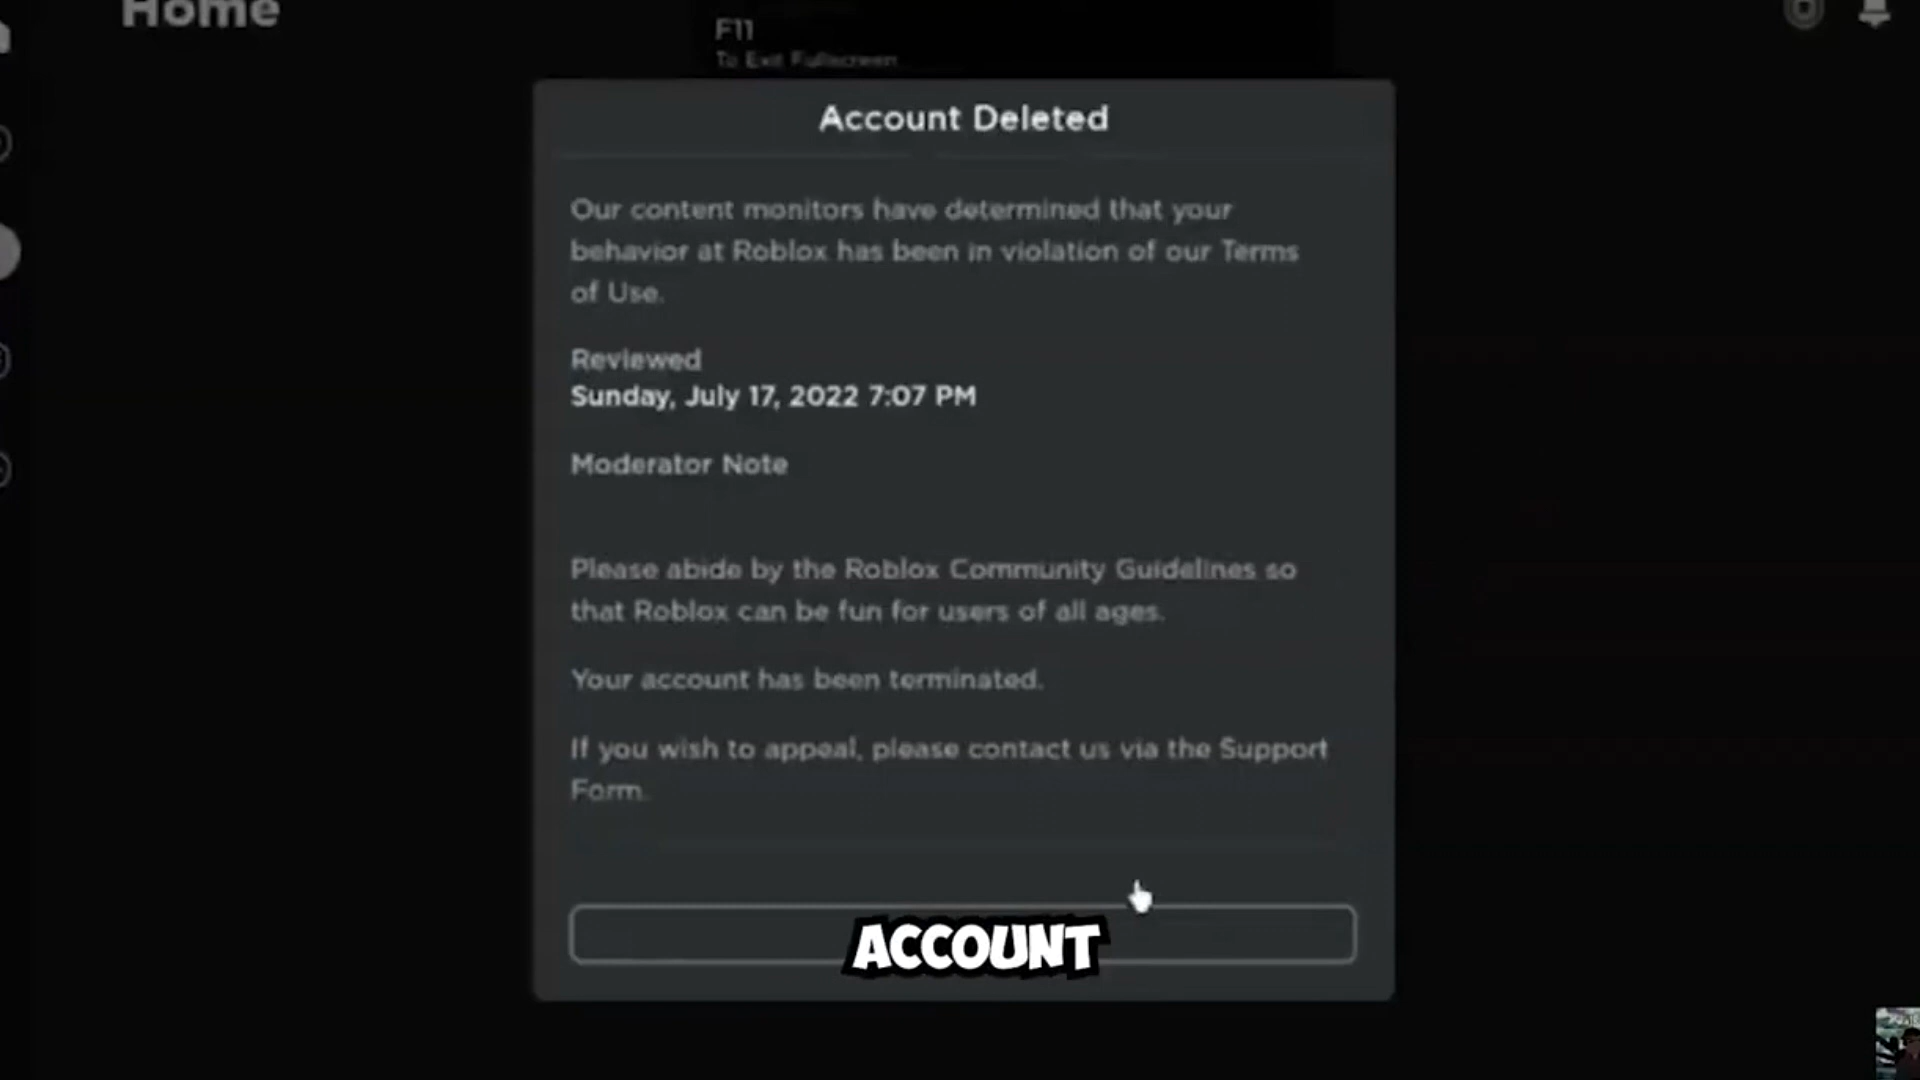 Home
F11
To Exit Fullscreen
Account Deleted
Our content monitors have determined that your
behavior at Roblox has been in violation of our Terms
of Use.
Reviewed
Sunday, July 17, 2022 7:07 PM
Moderator Note
Please abide by the Roblox Community Guidelines so
that Roblox can be fun for users of all ages.
Your account has been terminated.
If you wish to appeal, please contact us via the Support
Form.
ACCOUNT